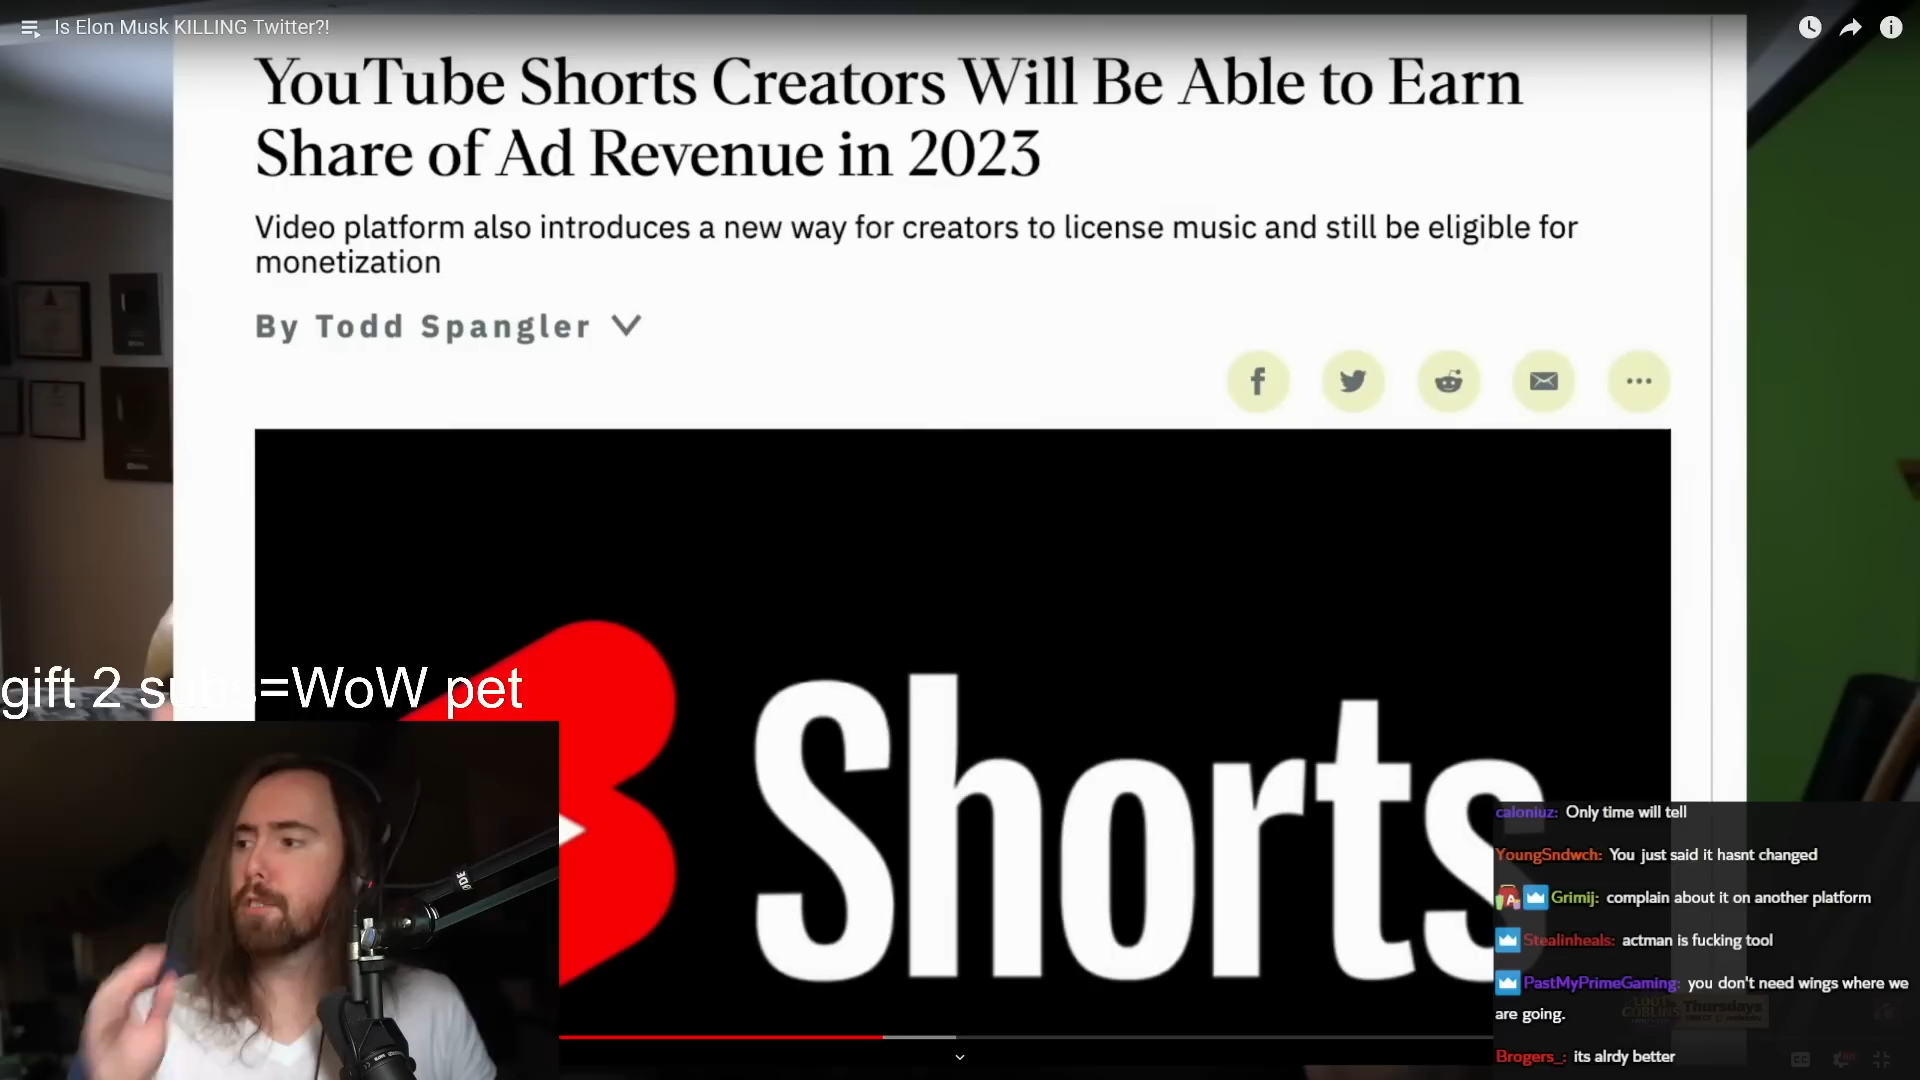 Is Elon Musk KILLING Twitter?!
YouTube Shorts Creators Will Be Able to Earn
Share of Ad Revenue in 2023
Video platform also introduces a new way for creators to license music and still be eligible for
monetization
By Todd Spangler
gift 2 subs=WoW pet
Shorts
caloniuz: Only time will tell
YoungSndwch: You just said it hasnt changed
Grimij: complain about it on another platform
Stealinheals: actman is fucking tool
PastMyPrimeGaming: you don't need wings where we
are going.
Thursdays
Brogers_: its alrdy better